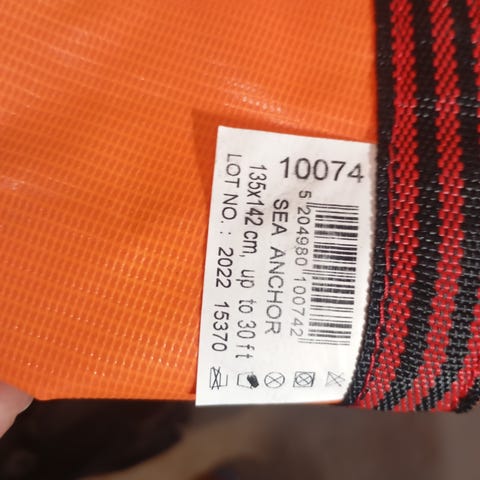 10074
5 204980 100742
SEA ANCHOR
135x142 cm, up to 30 ft
LOT NO. : 2022 15370